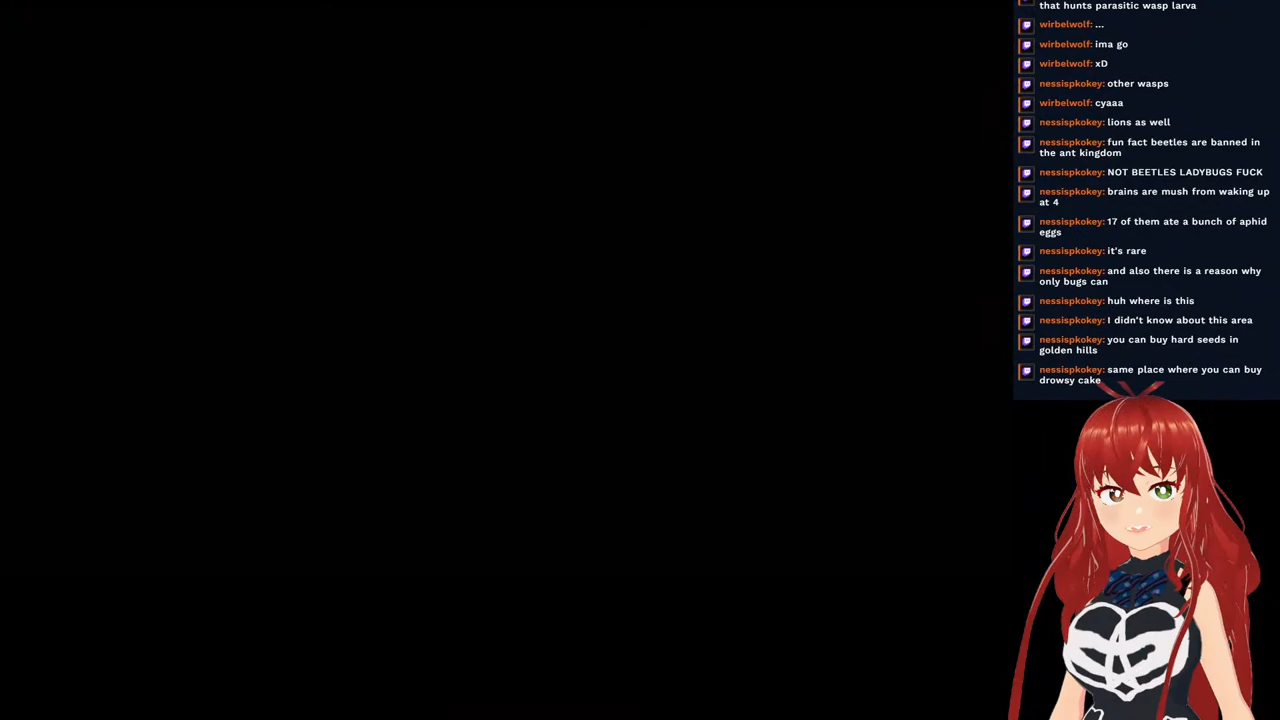 that hunts parasitic wasp larva
wirbelwolf: ...
wirbelwolf: ima go
wirbelwolf: xD
nessispkokey: other wasps
wirbelwolf: cyaaa
nessispkokey: lions as well
nessispkokey: fun fact beetles are banned in
the ant kingdom
nessispkokey: NOT BEETLES LADYBUGS FUCK
nessispkokey: brains are mush from waking up
at 4
nessispkokey: 17 of them ate a bunch of aphid
eggs
nessispkokey: it's rare
nessispkokey: and also there is a reason why
only bugs can
nessispkokey: huh where is this
nessispkokey: I didn't know about this area
nessispkokey: you can buy hard seeds in
golden hills
nessispkokey: same place where you can buy
drowsy cake